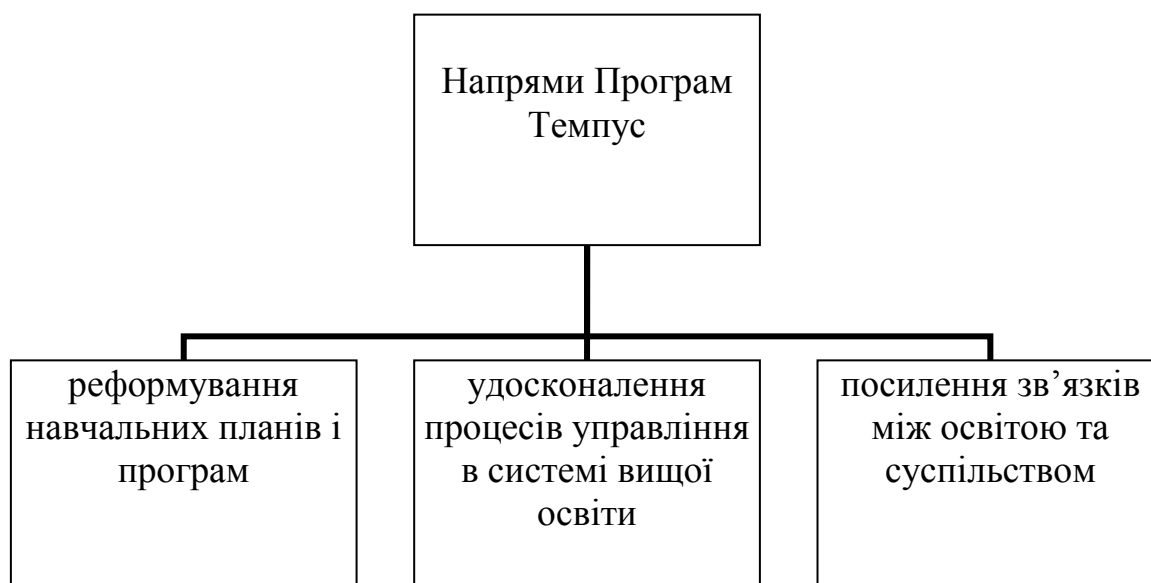 Напрями Програм
Темпус
реформування
навчальних планів і
програм
удосконалення
процесів управління
в системі вищої
освіти
посилення зв’язків
між освітою та
суспільством